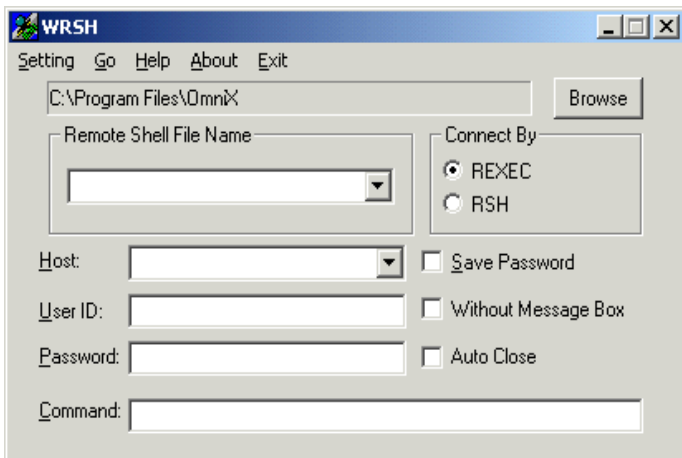 WRSH
Setting Go Help About Exit
C:\Program Files\OmniX Browse
Remote Shell File Name Connect By
REXEC
RSH
Host: Save Password
User ID: Without Message Box
Password: Auto Close
Command: